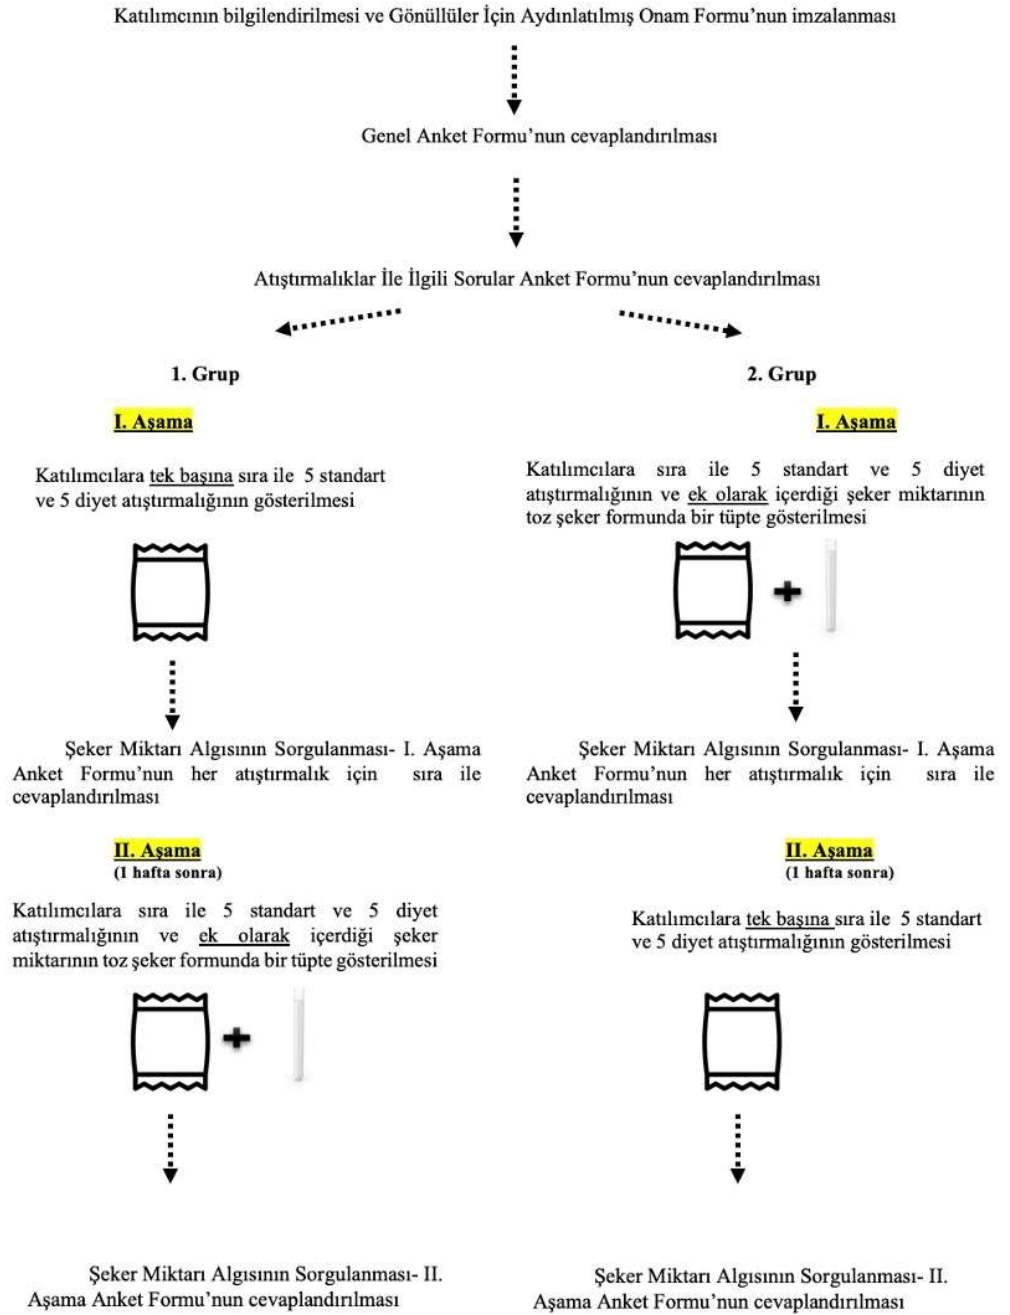 Katılımcının bilgilendirilmesi ve Gönüllüler İçin Aydınlatılmış Onam Formu’nun imzalanması
Genel Anket Formu’nun cevaplandırılması
Atıştırmalıklar İle İlgili Sorular Anket Formu’nun cevaplandırılması
1. Grup
I. Aşama
Katılımcılara tek başına sıra ile 5 standart
ve 5 diyet atıştırmalığının gösterilmesi
Şeker Miktarı Algısının Sorgulanması- I. Aşama
Anket Formu’nun her atıştırmalık için sıra ile
cevaplandırılması
II. Aşama
(1 hafta sonra)
Katılımcılara sıra ile 5 standart ve 5 diyet
atıştırmalığının ve ek olarak içerdiği şeker
miktarının toz şeker formunda bir tüpte gösterilmesi
Şeker Miktarı Algısının Sorgulanması- II.
Aşama Anket Formu’nun cevaplandırılması
2. Grup
I. Aşama
Katılımcılara sıra ile 5 standart ve 5 diyet
atıştırmalığının ve ek olarak içerdiği şeker miktarının
toz şeker formunda bir tüpte gösterilmesi
Şeker Miktarı Algısının Sorgulanması- I. Aşama
Anket Formu’nun her atıştırmalık için sıra ile
cevaplandırılması
II. Aşama
(1 hafta sonra)
Katılımcılara tek başına sıra ile 5 standart
ve 5 diyet atıştırmalığının gösterilmesi
Şeker Miktarı Algısının Sorgulanması- II.
Aşama Anket Formu’nun cevaplandırılması